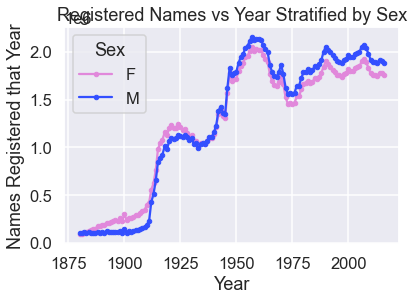 Registered Names vs Year Stratified by Sex
1e6
Names Registered that Year
2.0
1.5
1.0
0.5
0.0
Sex
F
M
1875
1900
1925
1950
1975
2000
Year